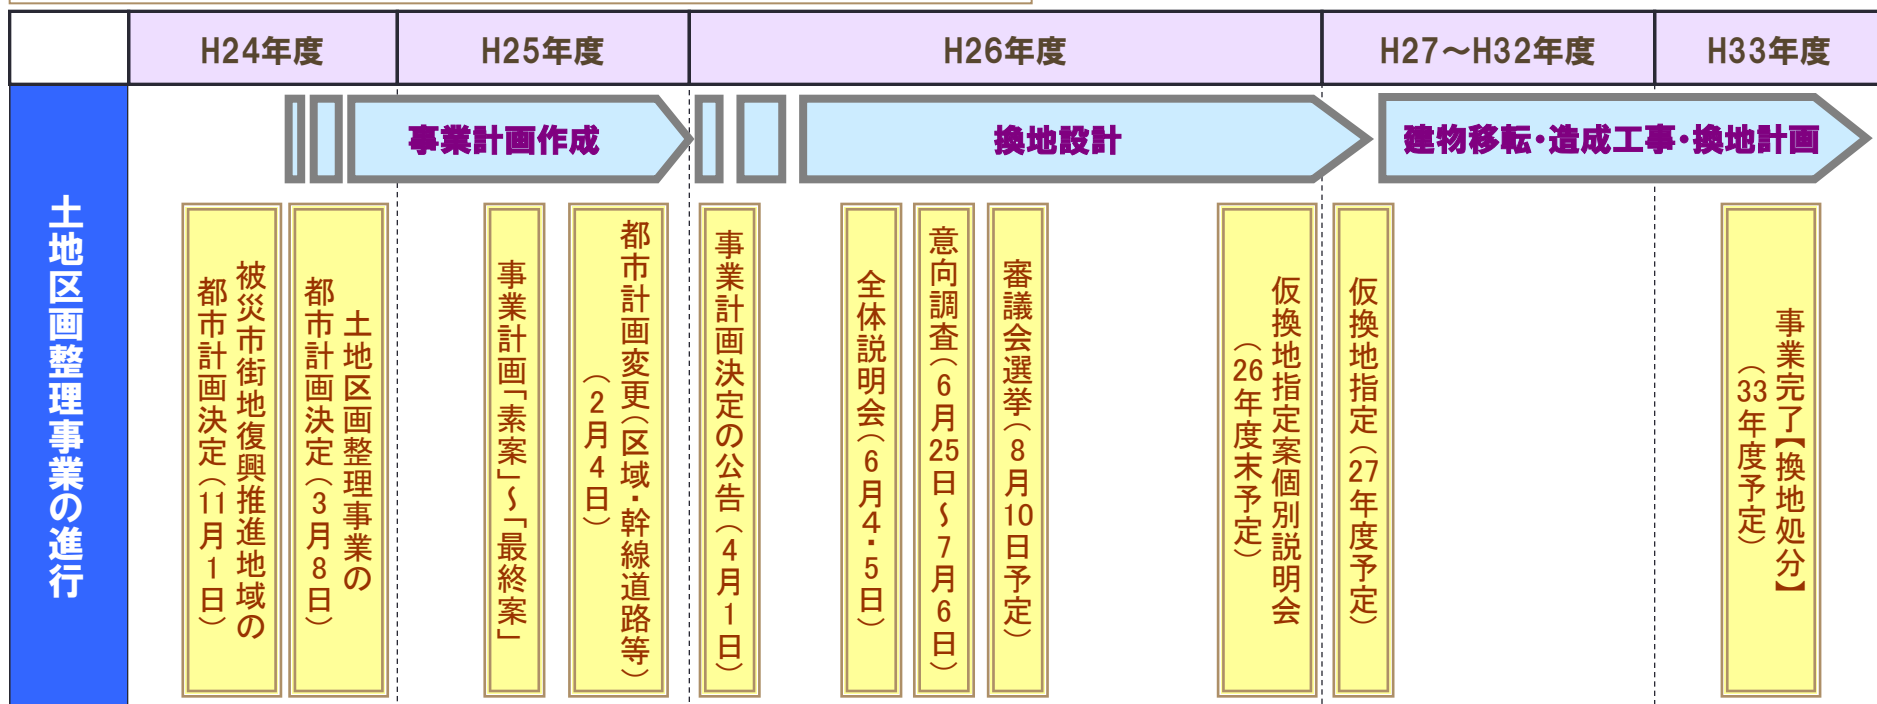 H24年度
H25年度
H26年度
H27～H32年度
H33年度
土地区画整理事業の進行
事業計画作成
換地設計
建物移転・造成工事・換地計画
被災市街地復興推進地域の
都市計画決定（11月1日）
土地区画整理事業の
都市計画決定（3月8日）
事業計画「素案」～「最終案」
都市計画変更（区域・幹線道路等）
（2月4日）
事業計画決定の公告（4月1日）
全体説明会（6月4・5日）
意向調査（6月25日～7月6日）
審議会選挙（8月10日予定）
仮換地指定案個別説明会
（26年度末予定）
仮換地指定（27年度予定）
事業完了【換地処分】
（33年度予定）